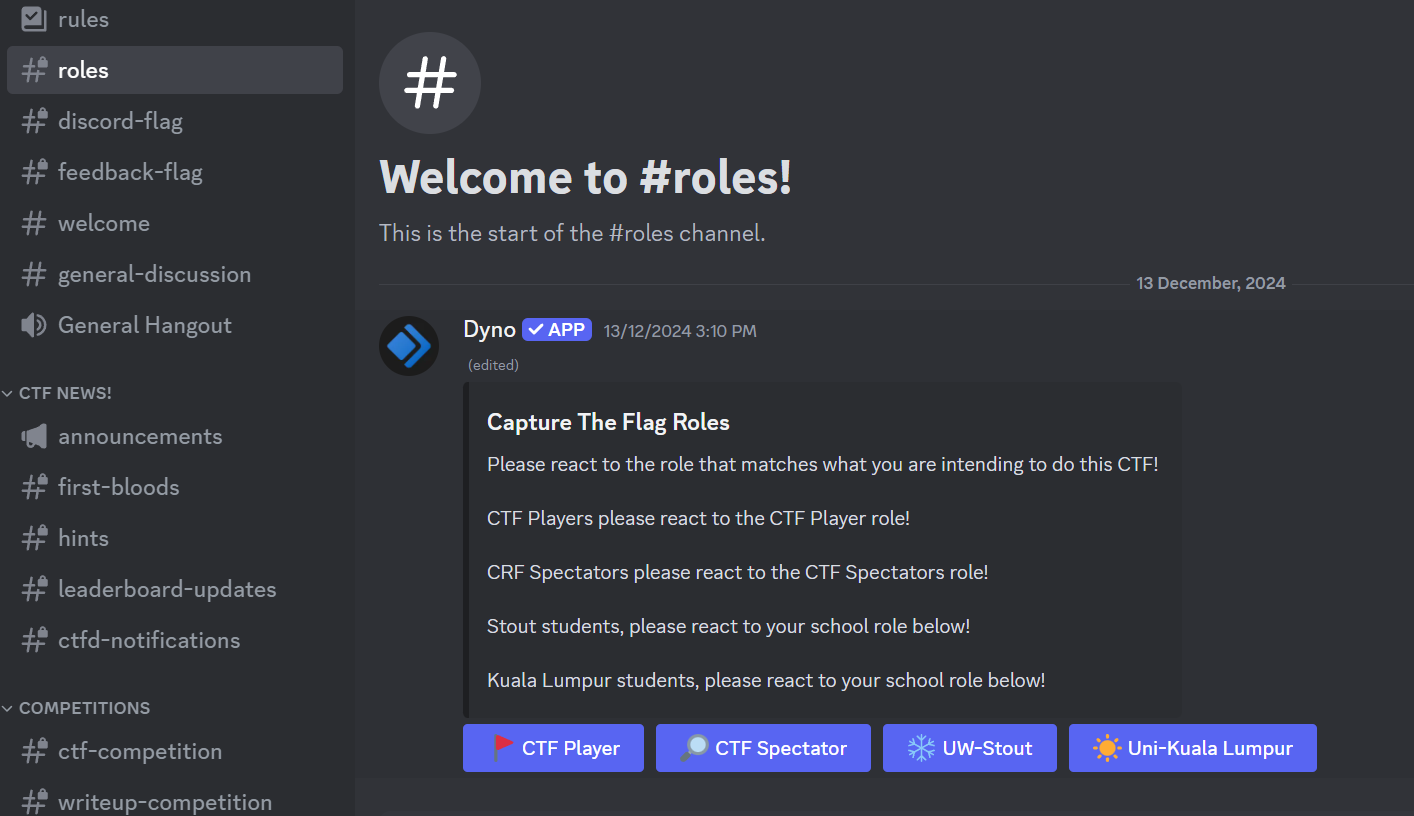 rules
roles
discord-flag
feedback-flag
welcome
general-discussion
General Hangout
CTF NEWS!
announcements
first-bloods
hints
leaderboard-updates
ctfd-notifications
COMPETITIONS
ctf-competition
writeup-competition
Welcome to #roles!
This is the start of the #roles channel.
13 December, 2024
Dyno APP 13/12/2024 3:10 PM
(edited)
Capture The Flag Roles
Please react to the role that matches what you are intending to do this CTF!
CTF Players please react to the CTF Player role!
CRF Spectators please react to the CTF Spectators role!
Stout students, please react to your school role below!
Kuala Lumpur students, please react to your school role below!
CTF Player CTF Spectator UW-Stout Uni-Kuala Lumpur